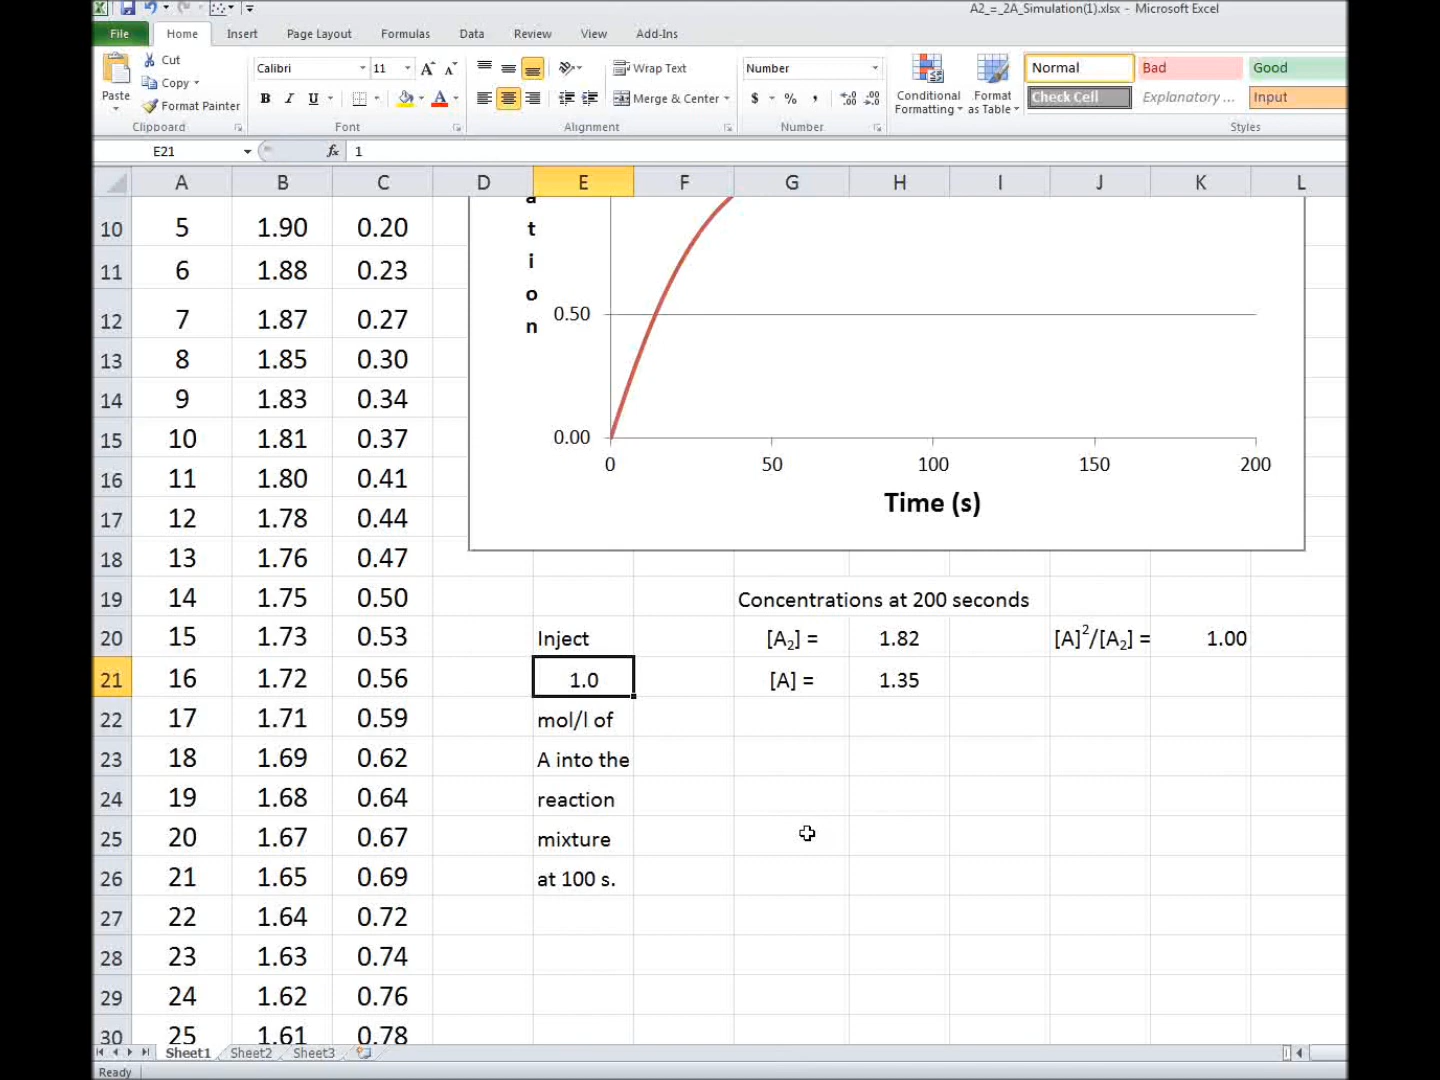 A2_=_2A_Simulation(1).xlsx - Microsoft Excel
File Home Insert Page Layout Formulas Data Review View Add-Ins
Paste Cut Copy Format Painter Clipboard
Calibri 11 A A B I U A Font
Wrap Text Merge & Center Alignment
Number $ % , .00 .00 Number
Conditional Formatting Format as Table Normal Bad Good Check Cell Explanatory ... Input Styles
E21 fx 1
A B C D E F G H I J K L
10 5 1.90 0.20
11 6 1.88 0.23
12 7 1.87 0.27
13 8 1.85 0.30
14 9 1.83 0.34
15 10 1.81 0.37
16 11 1.80 0.41
17 12 1.78 0.44
18 13 1.76 0.47
a
t
i
o
n
0.50
0.00
0 50 100 150 200
Time (s)
19 14 1.75 0.50 Concentrations at 200 seconds
20 15 1.73 0.53 Inject [A₂] = 1.82 [A]²/[A₂] = 1.00
21 16 1.72 0.56 1.0 [A] = 1.35
22 17 1.71 0.59 mol/l of
23 18 1.69 0.62 A into the
24 19 1.68 0.64 reaction
25 20 1.67 0.67 mixture
26 21 1.65 0.69 at 100 s.
27 22 1.64 0.72
28 23 1.63 0.74
29 24 1.62 0.76
30 25 1.61 0.78
Sheet1 Sheet2 Sheet3
Ready